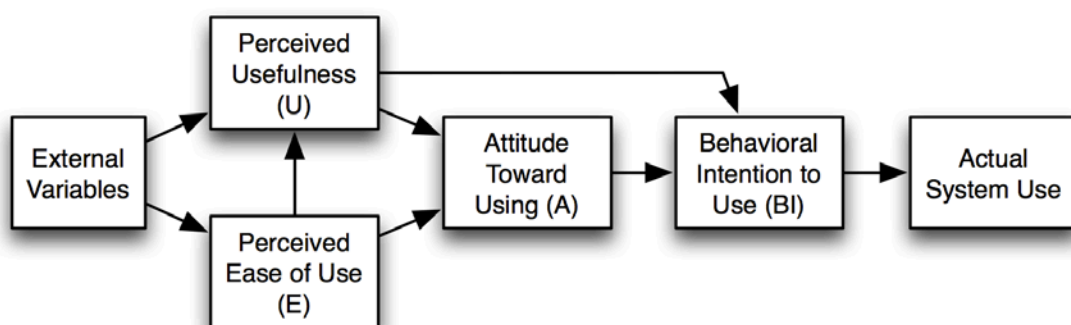 External
Variables
Perceived
Usefulness
(U)
Perceived
Ease of Use
(E)
Attitude
Toward
Using (A)
Behavioral
Intention to
Use (BI)
Actual
System Use